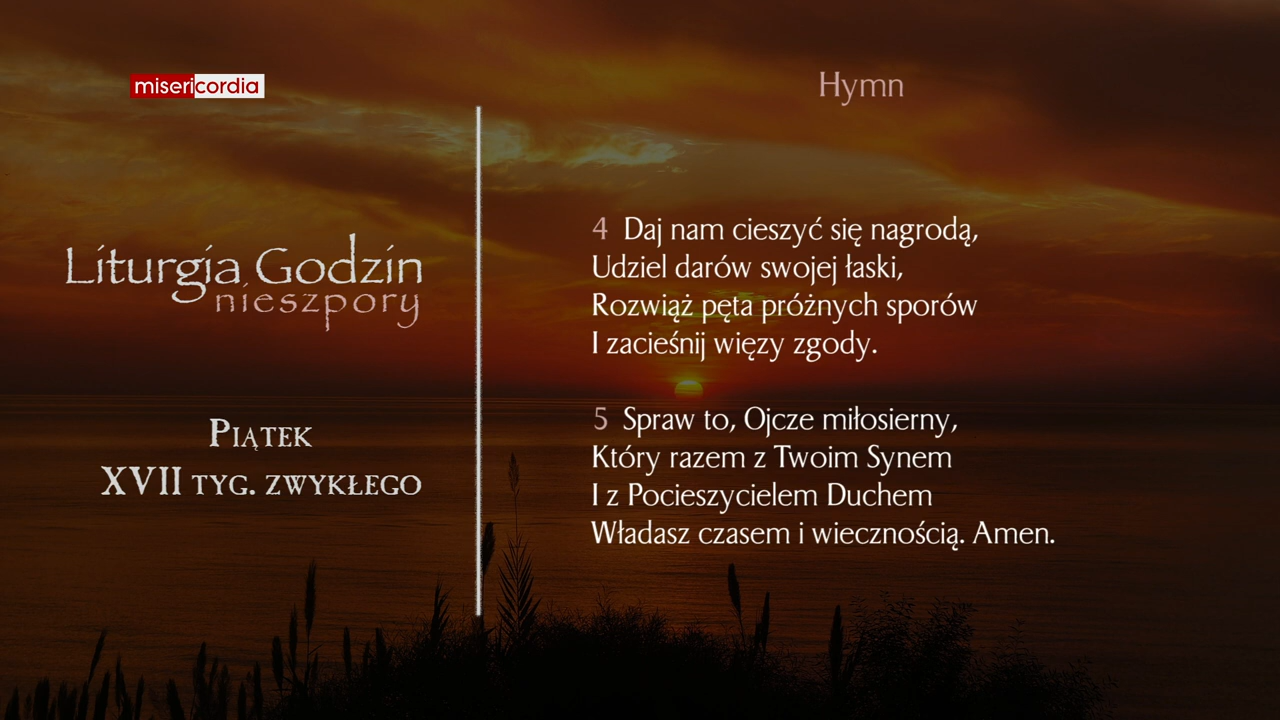 misericordia
Hymn
Liturgia Godzin
nieszpory
Piątek
XVII tyg. zwykłego
4 Daj nam cieszyć się nagrodą,
Udziel darów swojej łaski,
Rozwiąż pęta próżnych sporów
I zacieśnij więzy zgody.
5 Spraw to, Ojcze miłosierny,
Który razem z Twoim Synem
I z Pocieszycielem Duchem
Władasz czasem i wiecznością. Amen.